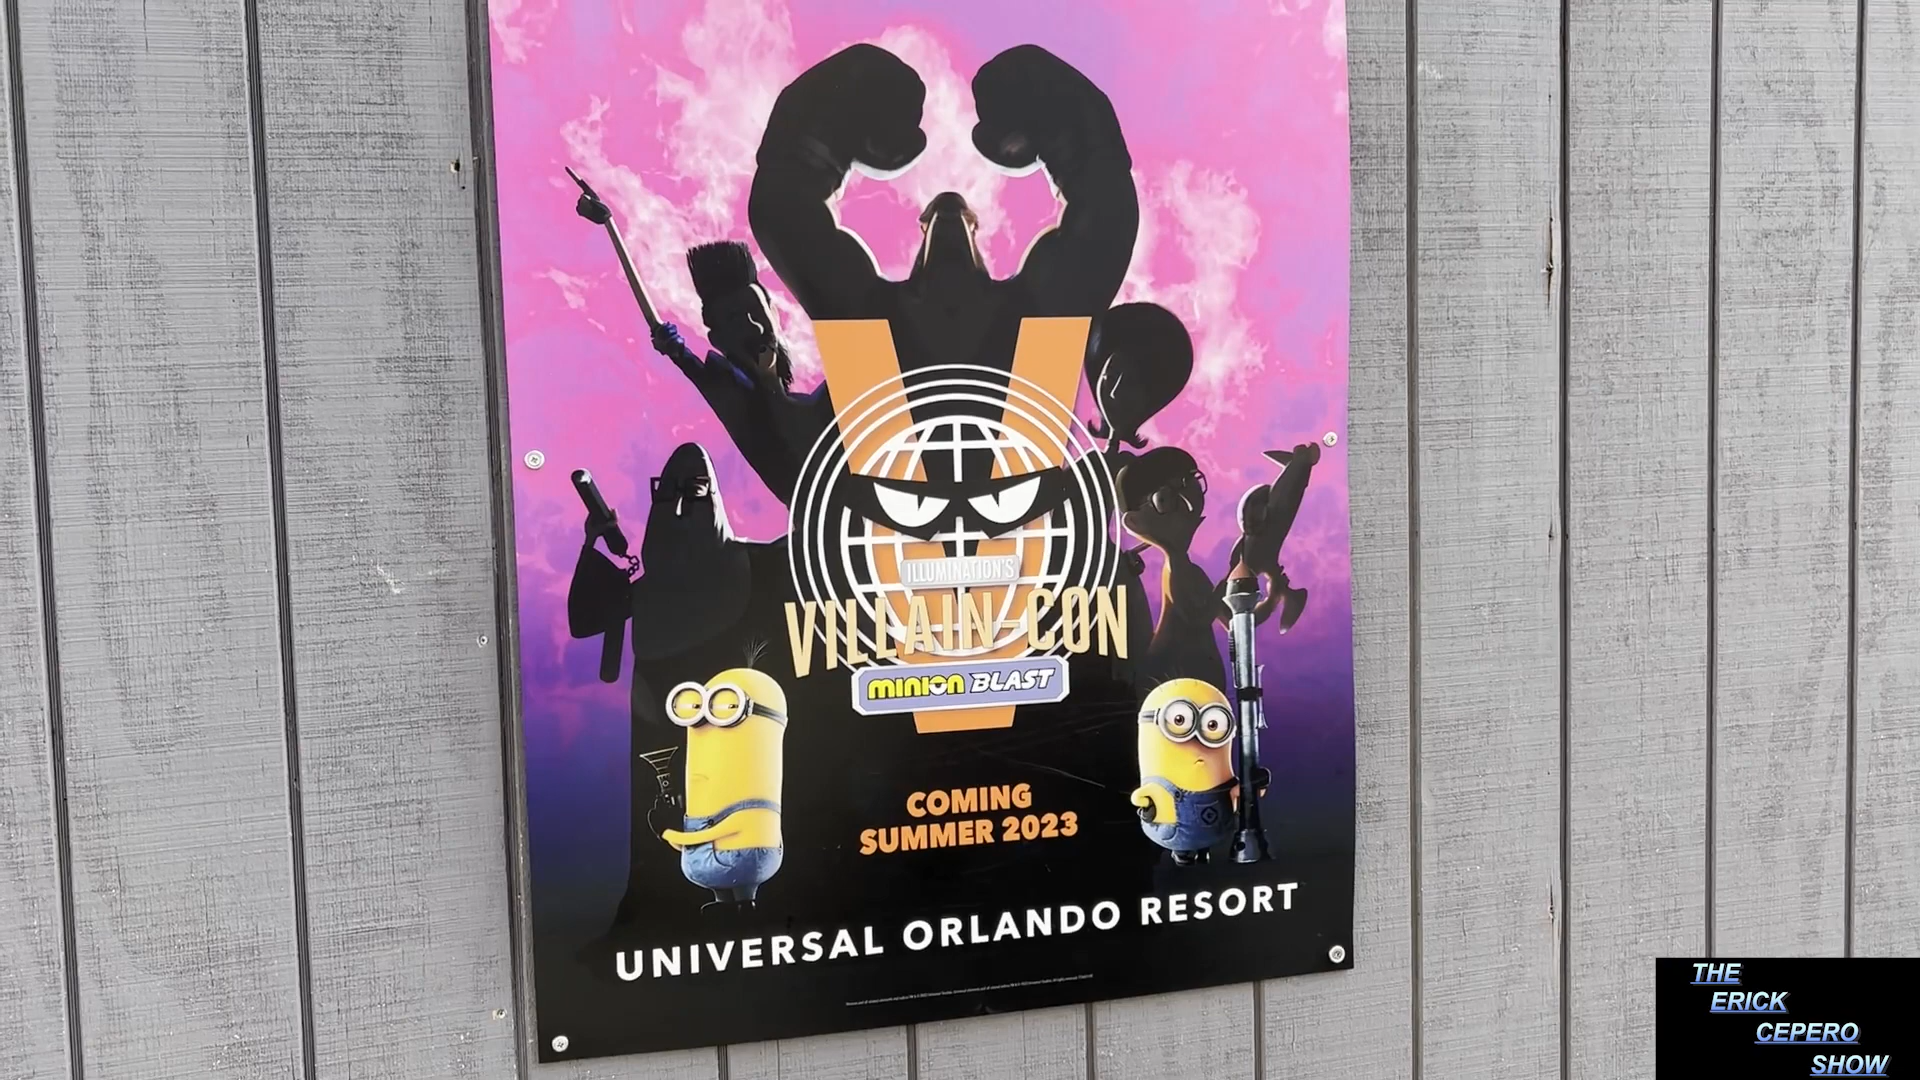 ILLUMINATION'S
VILLAIN-CON
MINION BLAST
COMING
SUMMER 2023
UNIVERSAL ORLANDO RESORT
THE
ERICK
CEPERO
SHOW